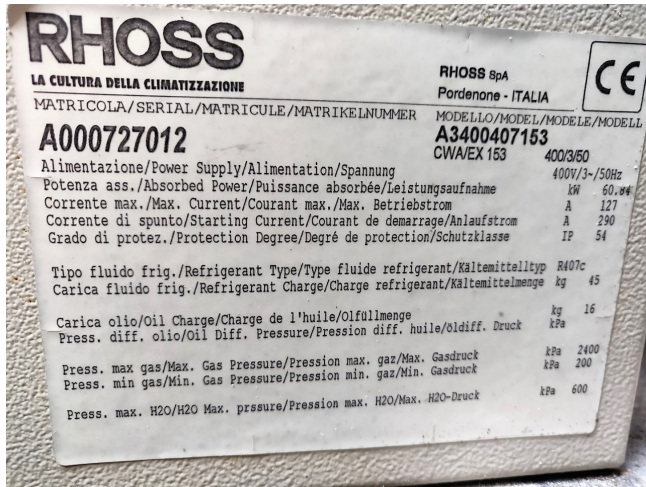 RHOSS
LA CULTURA DELLA CLIMATIZZAZIONE
RHOSS SpA
Pordenone - ITALIA
CE
MATRICOLA/SERIAL/MATRICULE/MATRIKELNUMMER MODELLO/MODEL/MODELE/MODELL
A000727012 A3400407153
CWA/EX 153 400/3/50
Alimentazione/Power Supply/Alimentation/Spannung 400V/3~/50Hz
Potenza ass./Absorbed Power/Puissance absorbée/Leistungsaufnahme kW 60.84
Corrente max./Max. Current/Courant max./Max. Betriebstrom A 127
Corrente di spunto/Starting Current/Courant de demarrage/Anlaufstrom A 290
Grado di protez./Protection Degree/Degré de protection/Schutzklasse IP 54
Tipo fluido frig./Refrigerant Type/Type fluide refrigerant/Kältemittelltyp R407c
Carica fluido frig./Refrigerant Charge/Charge refrigerant/Kältemittelmenge kg 45
Carica olio/Oil Charge/Charge de l'huile/Olfüllmenge kg 16
Press. diff. olio/Oil Diff. Pressure/Pression diff. huile/öldiff. Druck kPa
Press. max gas/Max. Gas Pressure/Pression max. gaz/Max. Gasdruck kPa 2400
Press. min gas/Min. Gas Pressure/Pression min. gaz/Min. Gasdruck kPa 200
Press. max. H2O/H2O Max. prssure/Pression max. H2O/Max. H2O-Druck kPa 600